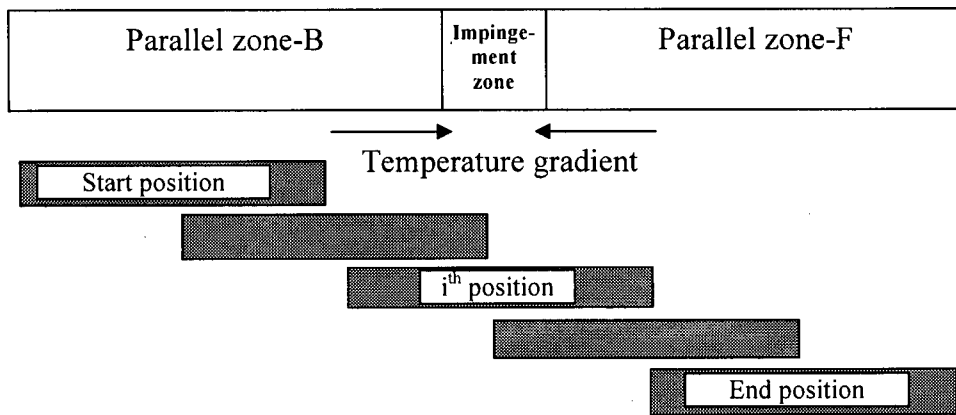 Parallel zone-B
Impinge-
ment
zone
Parallel zone-F
Temperature gradient
Start position
ith position
End position